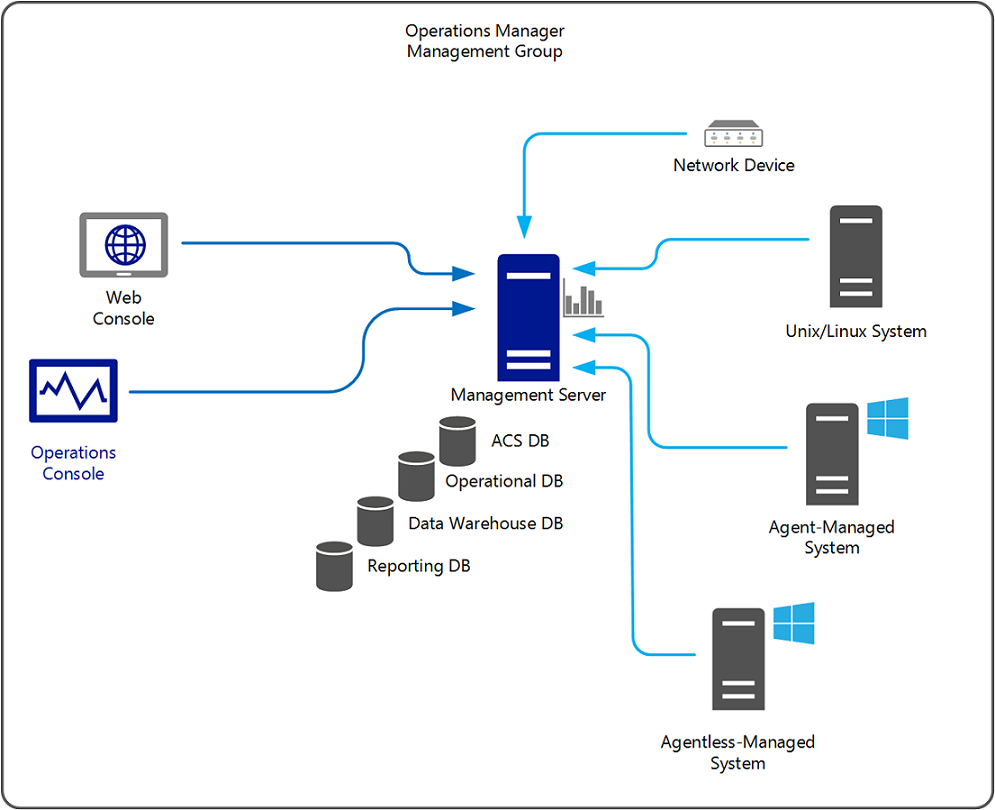 Operations Manager
Management Group
Network Device
Web
Console
Unix/Linux System
Management Server
Operations
Console
ACS DB
Operational DB
Data Warehouse DB
Reporting DB
Agent-Managed
System
Agentless-Managed
System